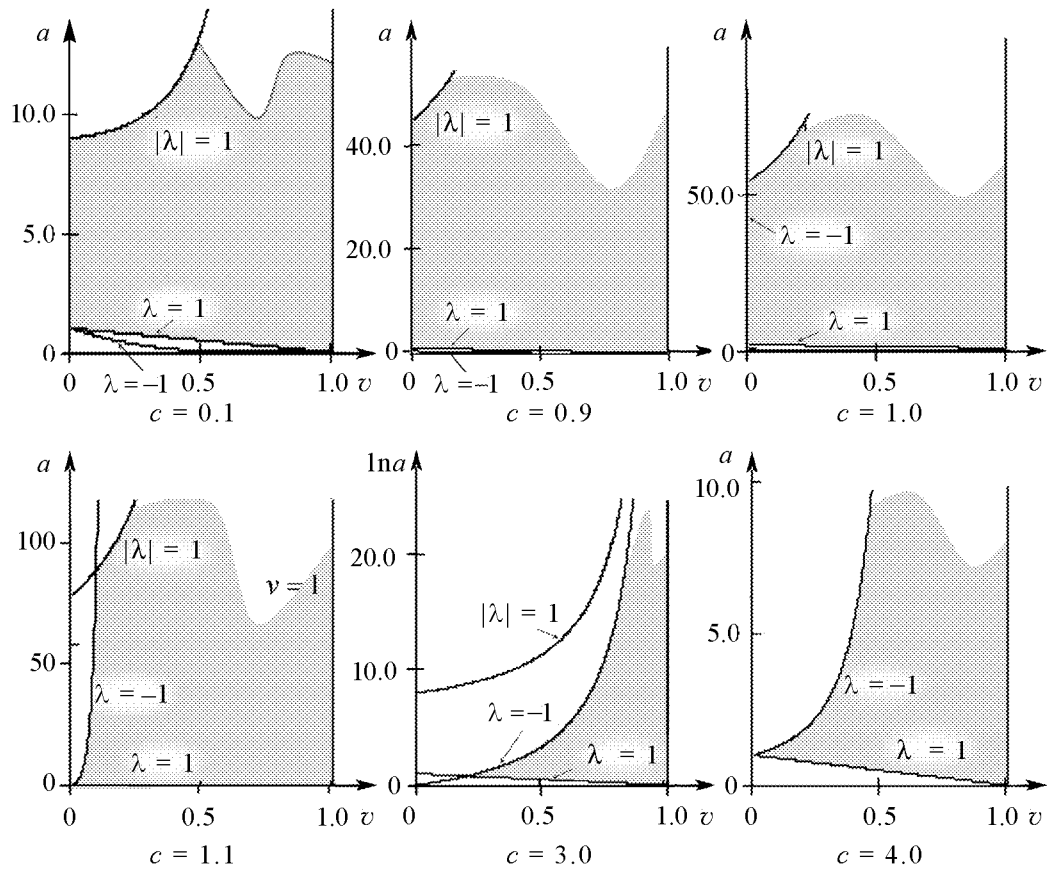 a
10.0
|λ| = 1
5.0
λ = 1
0
λ = −1
0 0.5 1.0 v
c = 0.1
a
|λ| = 1
40.0
20.0
λ = 1
0
λ = −1
0 0.5 1.0 v
c = 0.9
a
|λ| = 1
50.0
λ = −1
λ = 1
0
0 0.5 1.0 v
c = 1.0
a
100
|λ| = 1
v = 1
50
λ = −1
λ = 1
0
0 0.5 1.0 v
c = 1.1
lna
20.0
|λ| = 1
10.0
λ = −1
λ = 1
0
0 0.5 1.0 v
c = 3.0
a
10.0
5.0
λ = −1
λ = 1
0
0 0.5 1.0 v
c = 4.0